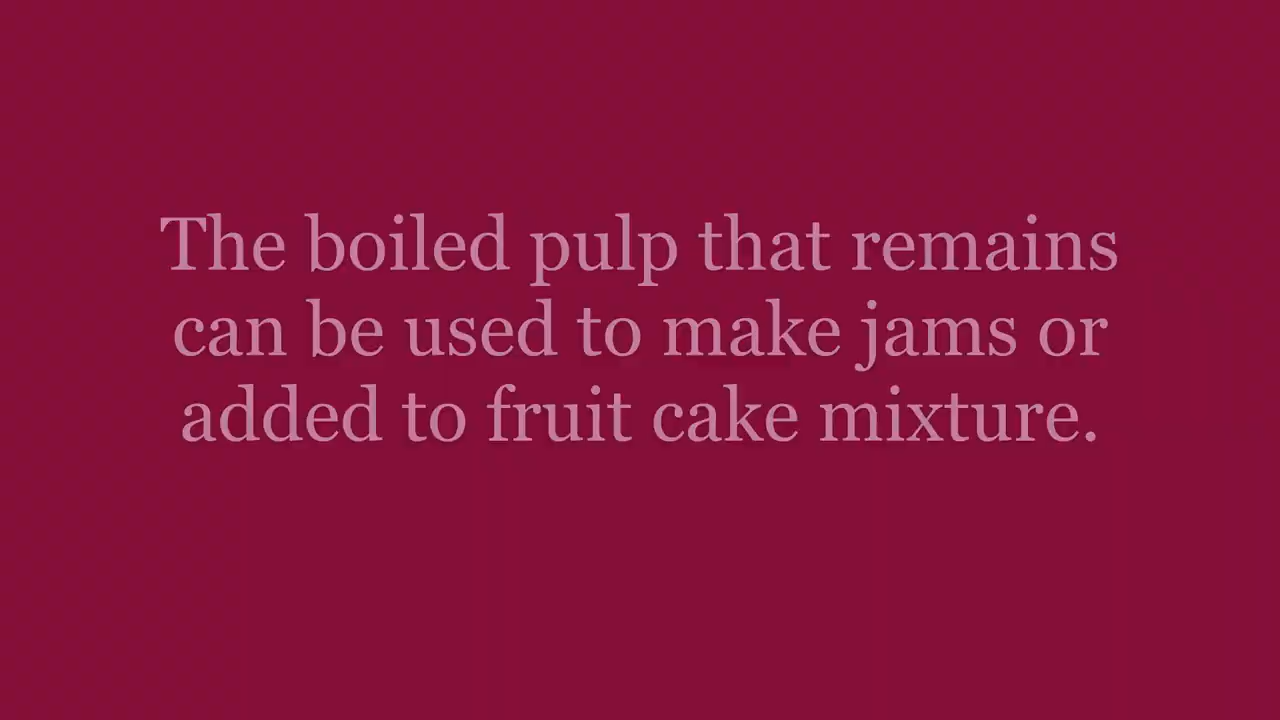 The boiled pulp that remains
can be used to make jams or
added to fruit cake mixture.